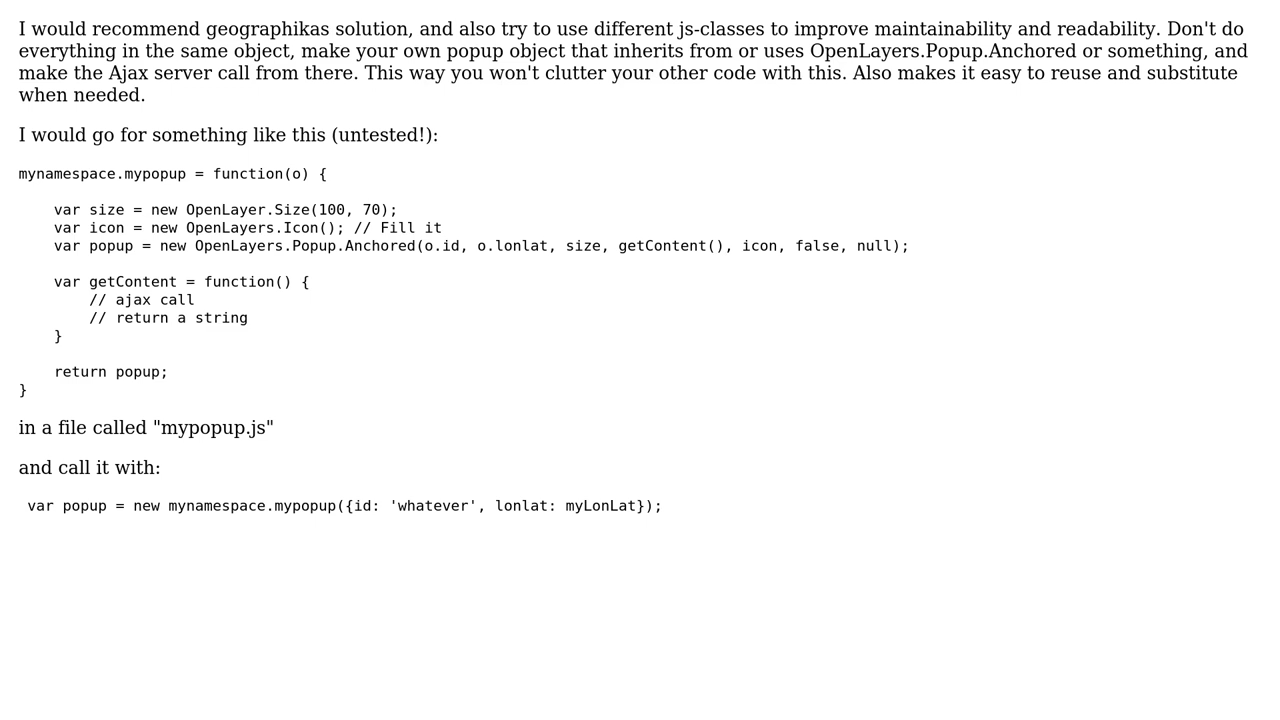 I would recommend geographikas solution, and also try to use different js-classes to improve maintainability and readability. Don't do
everything in the same object, make your own popup object that inherits from or uses OpenLayers.Popup.Anchored or something, and
make the Ajax server call from there. This way you won't clutter your other code with this. Also makes it easy to reuse and substitute
when needed.
I would go for something like this (untested!):
mynamespace.mypopup = function(o) {
    var size = new OpenLayer.Size(100, 70);
    var icon = new OpenLayers.Icon(); // Fill it
    var popup = new OpenLayers.Popup.Anchored(o.id, o.lonlat, size, getContent(), icon, false, null);
    var getContent = function() {
        // ajax call
        // return a string
    }
    return popup;
}
in a file called "mypopup.js"
and call it with:
 var popup = new mynamespace.mypopup({id: 'whatever', lonlat: myLonLat});